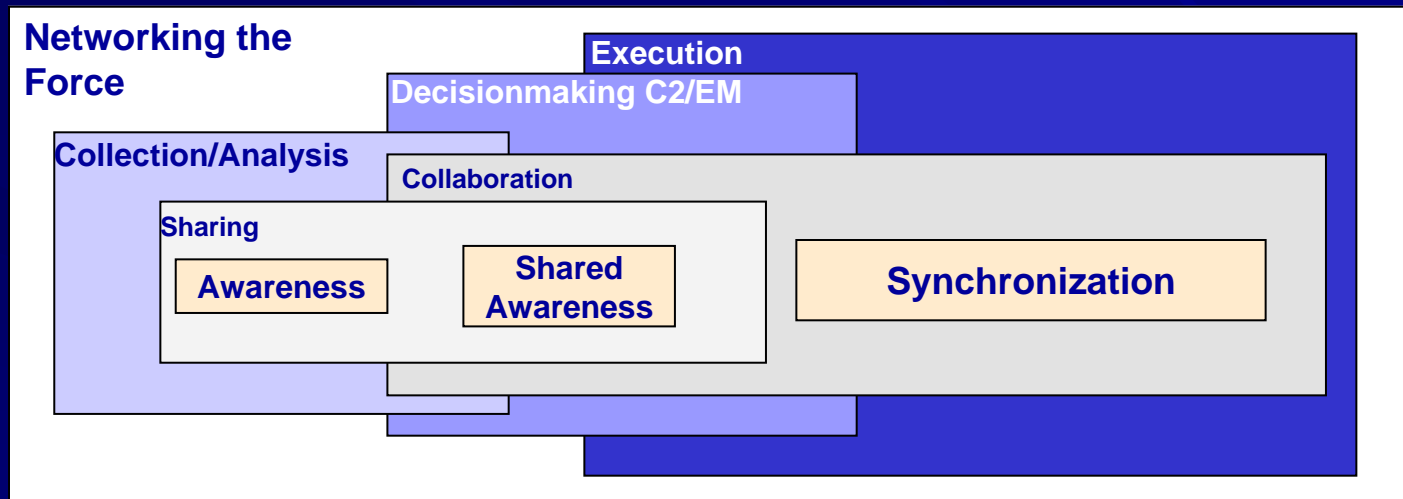 Networking the
Force
Execution
Decisionmaking C2/EM
Collection/Analysis
Collaboration
Sharing
Awareness
Shared
Awareness
Synchronization